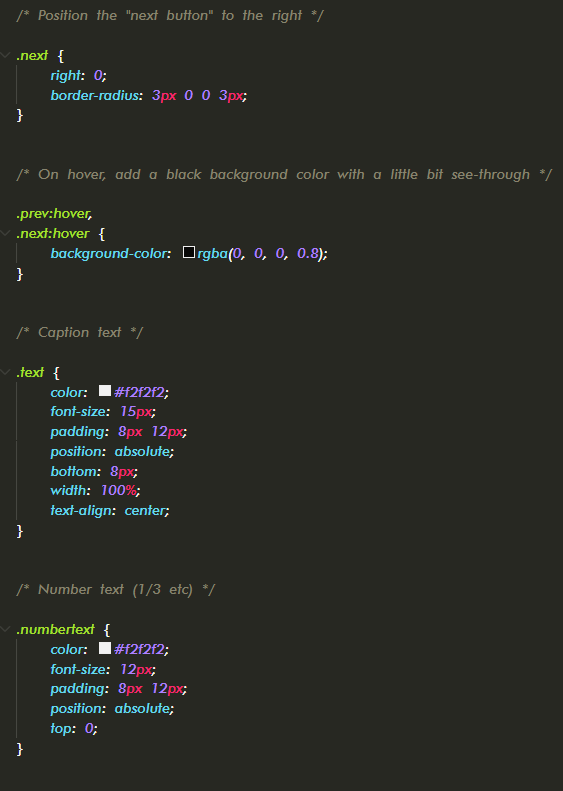 /* Position the "next button" to the right */
.next {
right: 0;
border-radius: 3px 0 0 3px;
}
/* On hover, add a black background color with a little bit see-through */
.prev:hover,
.next:hover {
background-color: rgba(0, 0, 0, 0.8);
}
/* Caption text */
.text {
color: #f2f2f2;
font-size: 15px;
padding: 8px 12px;
position: absolute;
bottom: 8px;
width: 100%;
text-align: center;
}
/* Number text (1/3 etc) */
.numbertext {
color: #f2f2f2;
font-size: 12px;
padding: 8px 12px;
position: absolute;
top: 0;
}